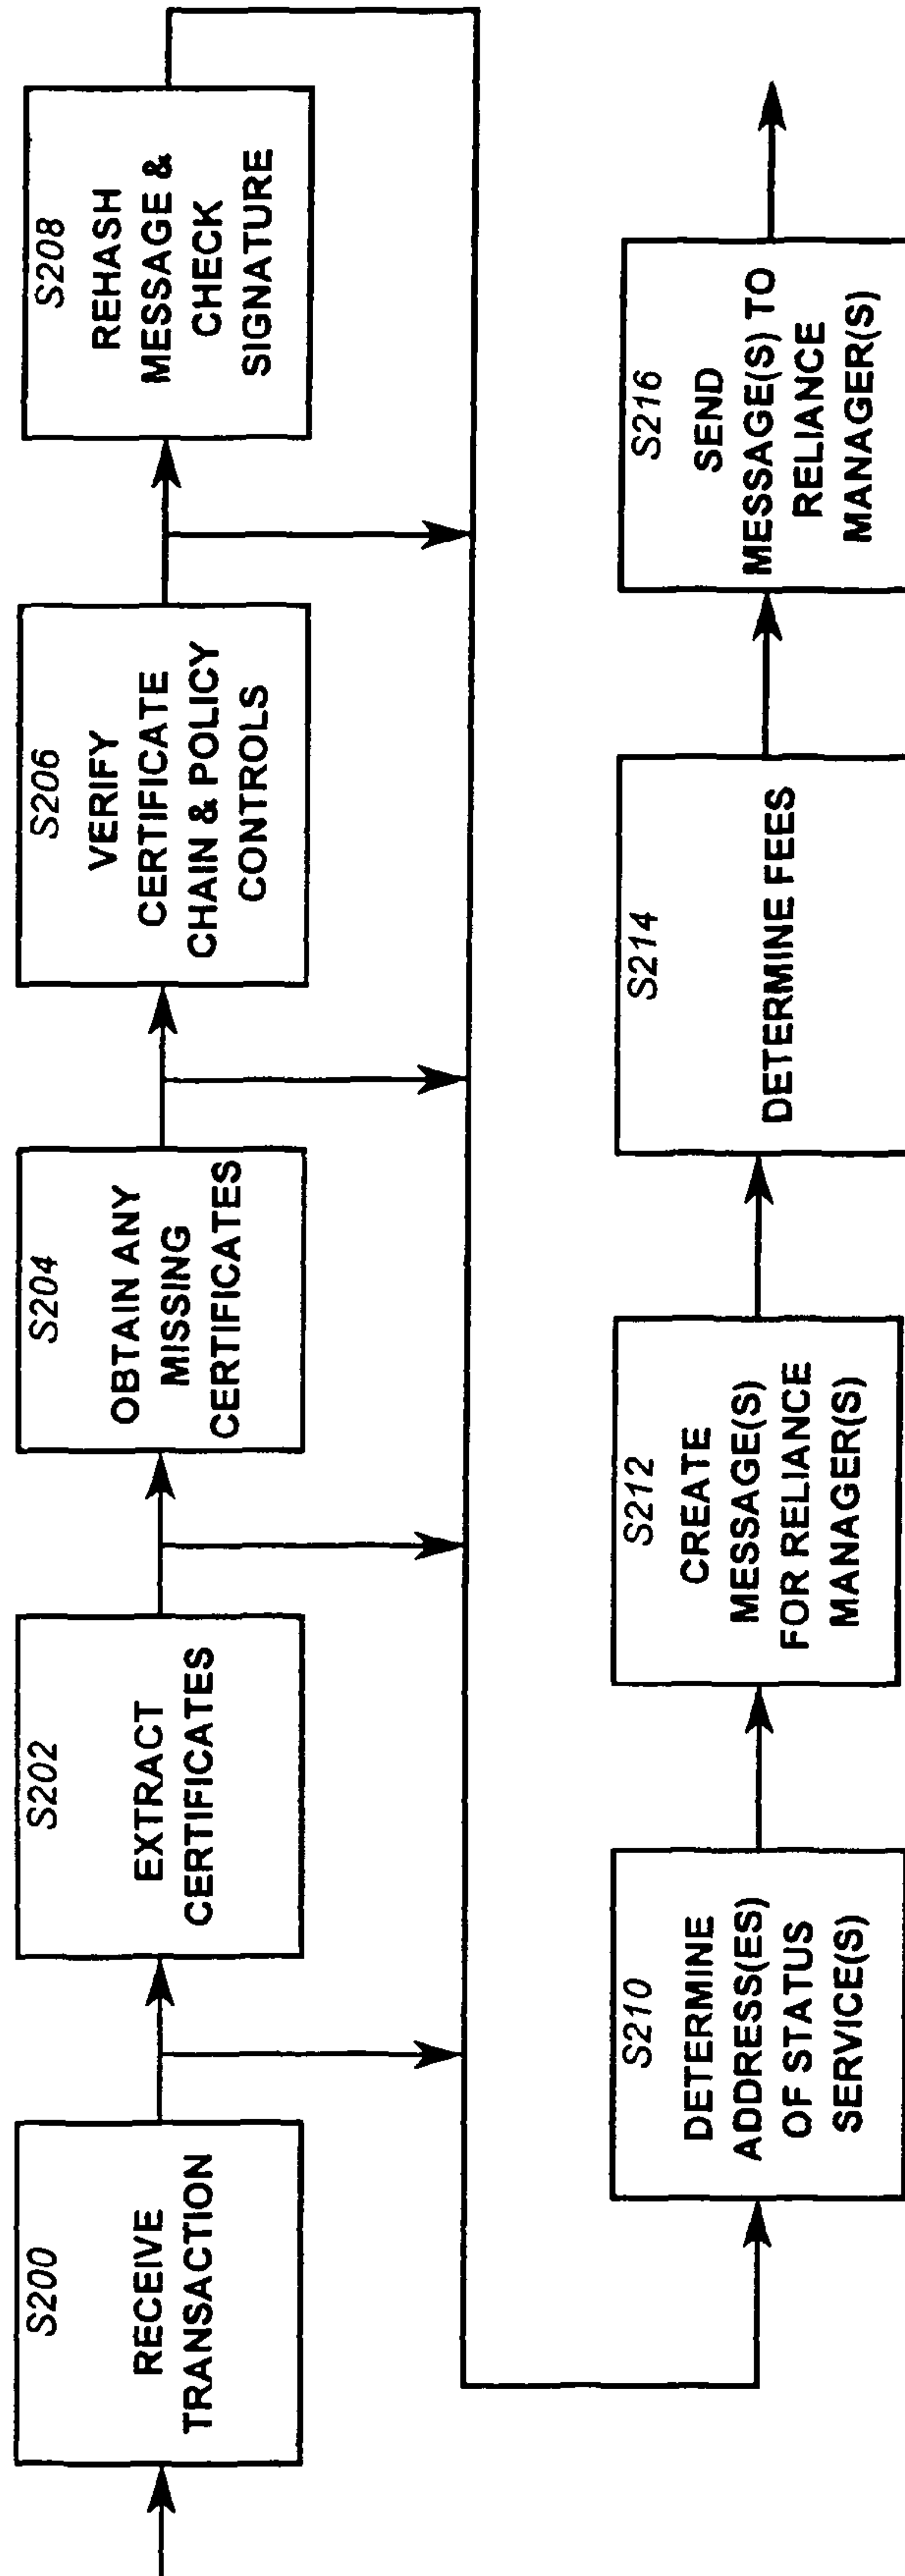 S200
RECEIVE
TRANSACTION
S202
EXTRACT
CERTIFICATES
S204
OBTAIN ANY
MISSING
CERTIFICATES
S206
VERIFY
CERTIFICATE
CHAIN & POLICY
CONTROLS
S208
REHASH
MESSAGE &
CHECK
SIGNATURE
S210
DETERMINE
ADDRESS(ES)
OF STATUS
SERVICE(S)
S212
CREATE
MESSAGE(S)
FOR RELIANCE
MANAGER(S)
S214
DETERMINE FEES
S216
SEND
MESSAGE(S) TO
RELIANCE
MANAGER(S)